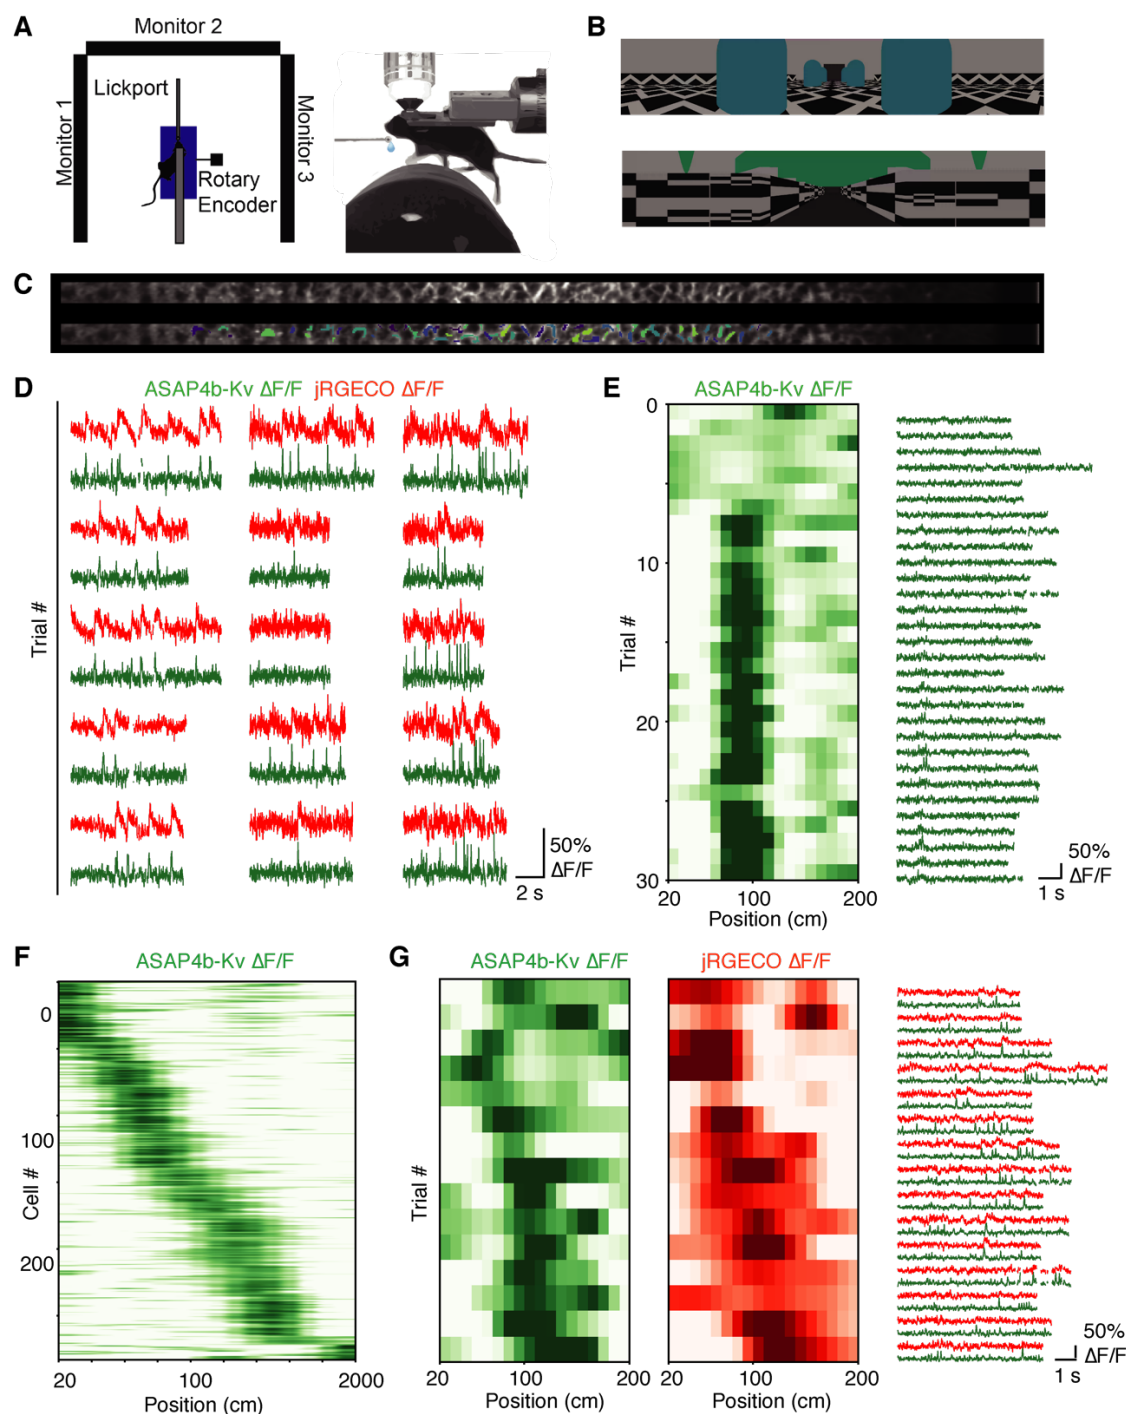 A
Monitor 2
Lickport
Monitor 1
Monitor 3
Rotary
Encoder
B
C
D
ASAP4b-Kv ΔF/F jRGECO ΔF/F
Trial #
50%
ΔF/F
2 s
E
ASAP4b-Kv ΔF/F
0
10
20
30
Trial #
20 100 200
Position (cm)
50%
ΔF/F
1 s
F
ASAP4b-Kv ΔF/F
0
100
200
Cell #
20 100 2000
Position (cm)
G
ASAP4b-Kv ΔF/F
jRGECO ΔF/F
Trial #
20 100 200
Position (cm)
20 100 200
Position (cm)
50%
ΔF/F
1 s